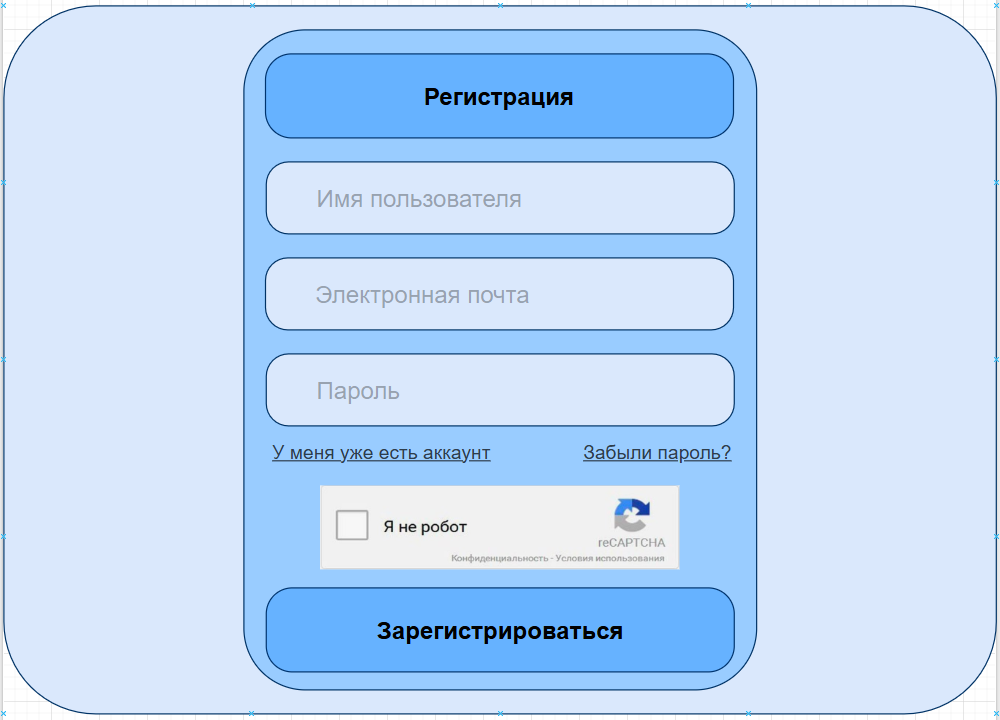 Регистрация
Имя пользователя
Электронная почта
Пароль
У меня уже есть аккаунт Забыли пароль?
Я не робот
reCAPTCHA
Конфиденциальность - Условия использования
Зарегистрироваться